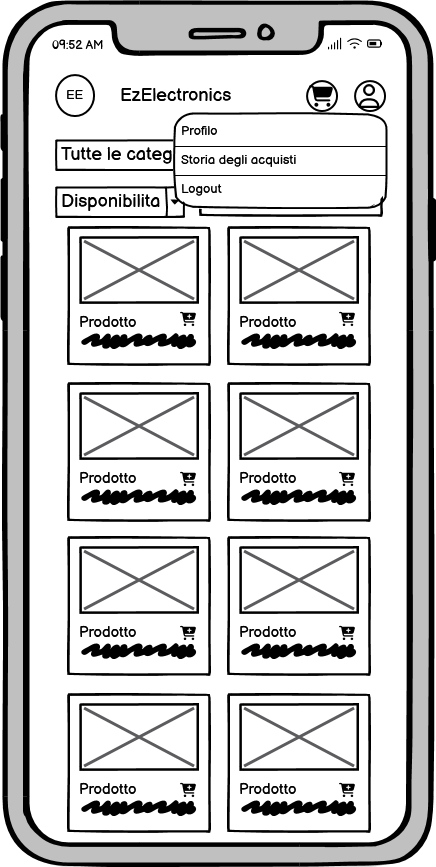 09:52 AM
EE
EzElectronics
Profilo
Tutte le categ
Storia degli acquisti
Logout
Disponibilita
Prodotto
Prodotto
Prodotto
Prodotto
Prodotto
Prodotto
Prodotto
Prodotto